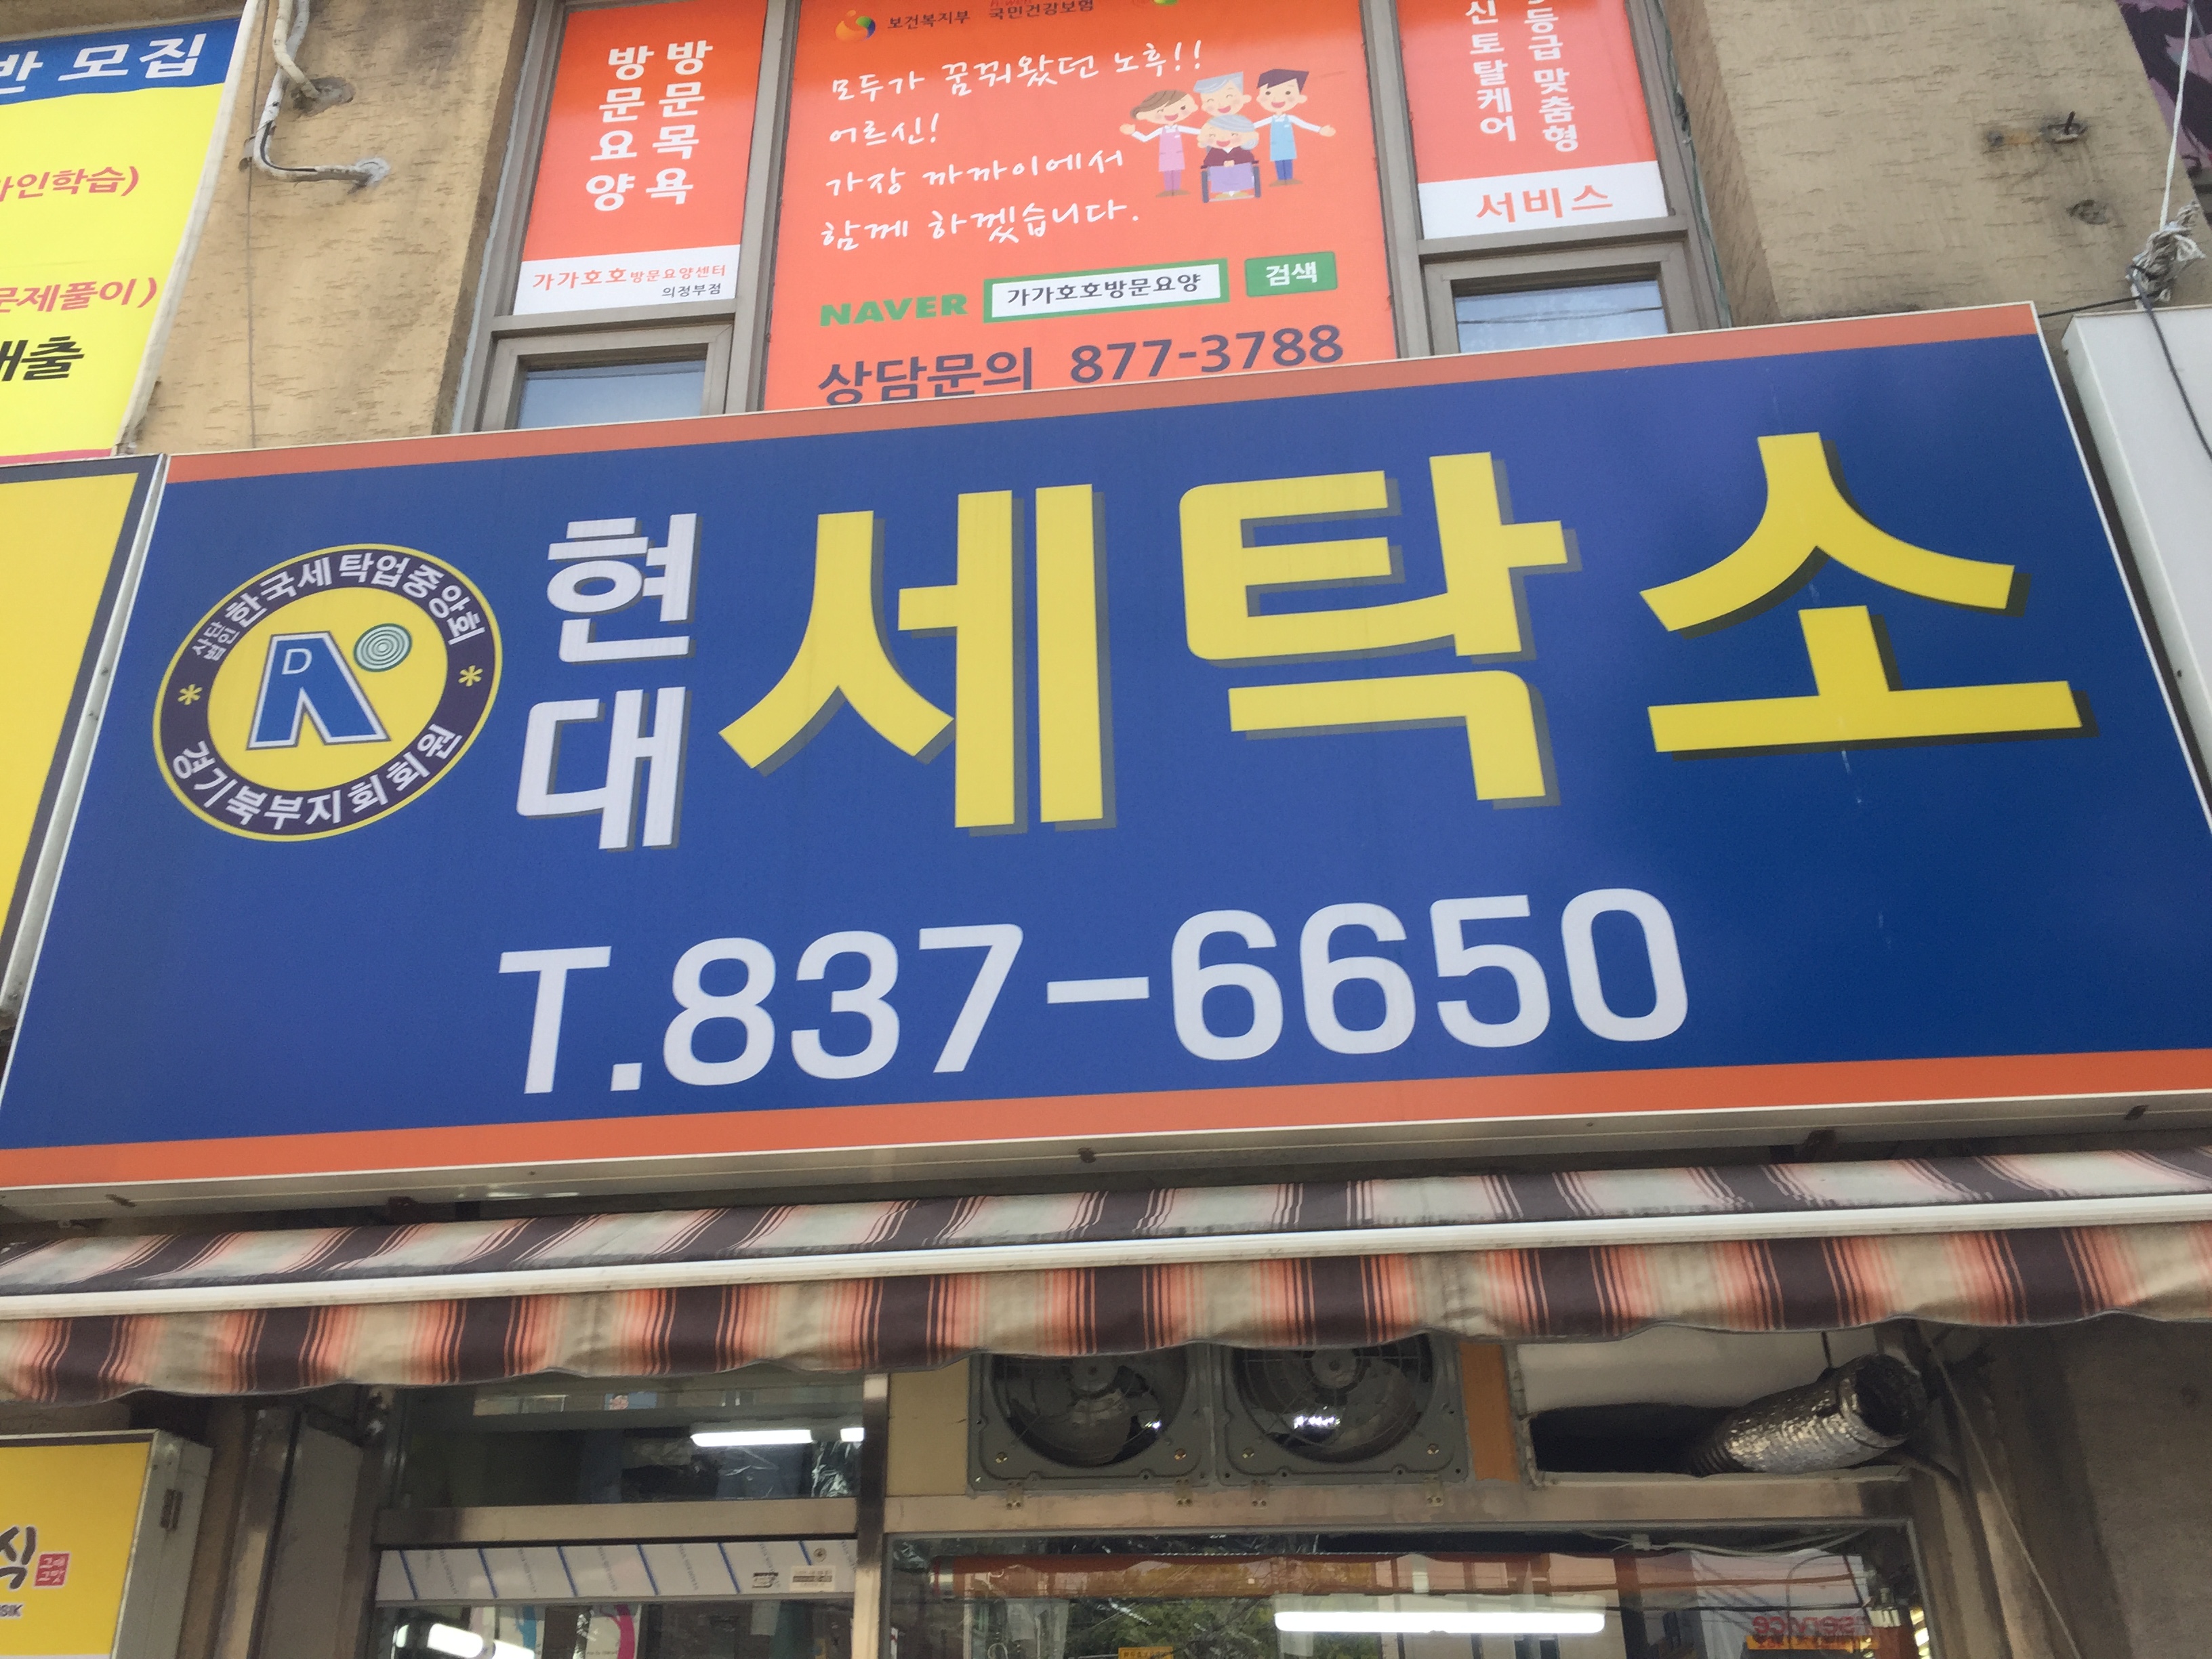 반 모집
인학습)
문제풀이)
출
방문목욕
방문요양
가가호호방문요양센터
의정부점
보건복지부 국민건강보험
모두가 꿈꿔왔던 노후!!
어르신!
가장 까까이에서
함께 하겠습니다.
NAVER 가가호호방문요양 검색
상담문의 877-3788
등급 맞춤형
신토탈케어
서비스
사단법인 한국세탁업중앙회
경기북부지회회원
현대 세탁소
T.837-6650
식
SIK
service